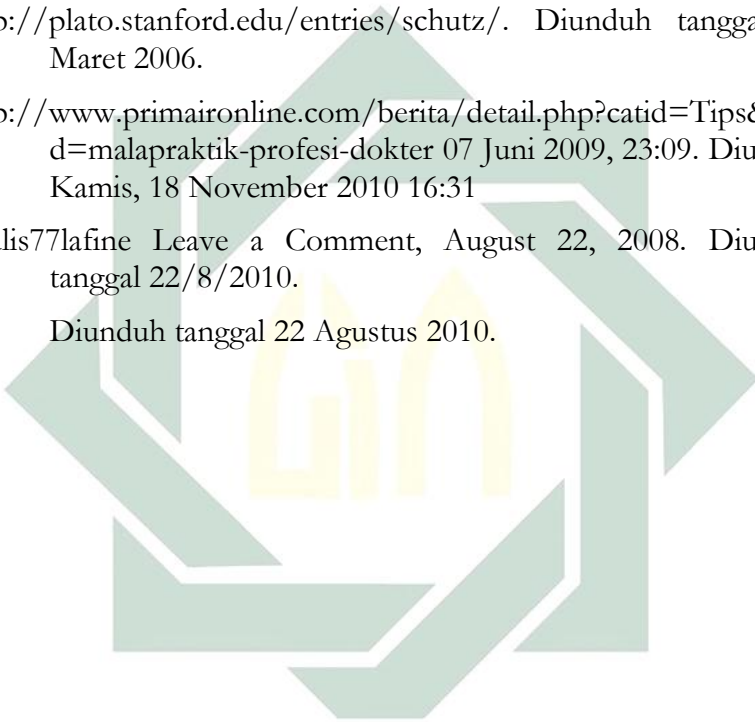 p://plato.stanford.edu/entries/schutz/. Diunduh tangga
Maret 2006.
p://www.primaironline.com/berita/detail.php?catid=Tips&
d=malapraktik-profesi-dokter 07 Juni 2009, 23:09. Diu
Kamis, 18 November 2010 16:31
lis77lafine Leave a Comment, August 22, 2008. Diu
tanggal 22/8/2010.
Diunduh tanggal 22 Agustus 2010.